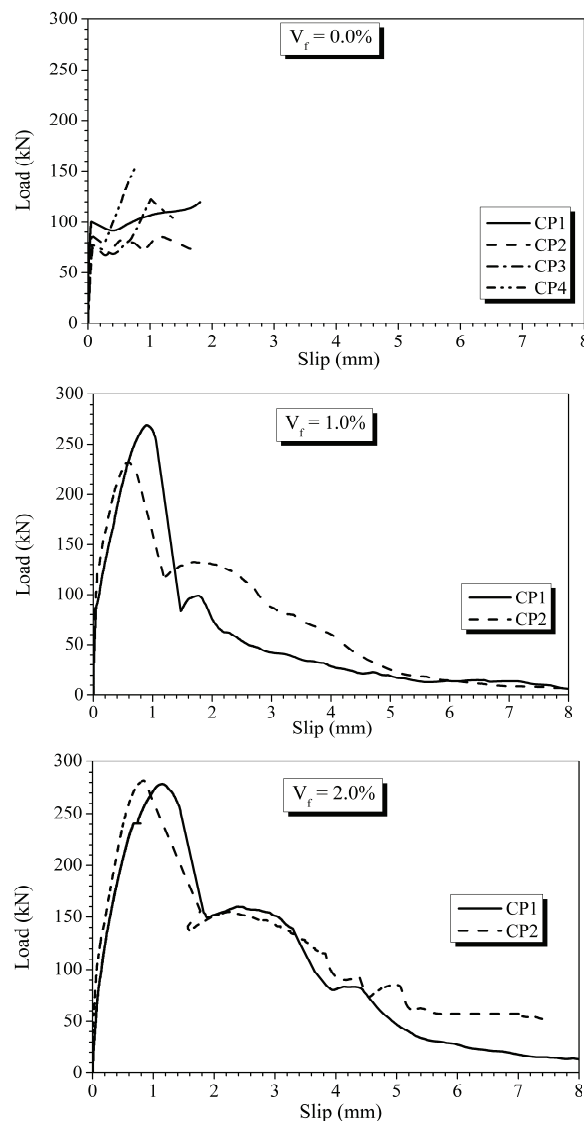 300
V_f = 0.0%
250
200
150
100
50
0
Load (kN)
CP1
CP2
CP3
CP4
0 1 2 3 4 5 6 7 8
Slip (mm)
300
V_f = 1.0%
250
200
150
100
50
0
Load (kN)
CP1
CP2
0 1 2 3 4 5 6 7 8
Slip (mm)
300
V_f = 2.0%
250
200
150
100
50
0
Load (kN)
CP1
CP2
0 1 2 3 4 5 6 7 8
Slip (mm)